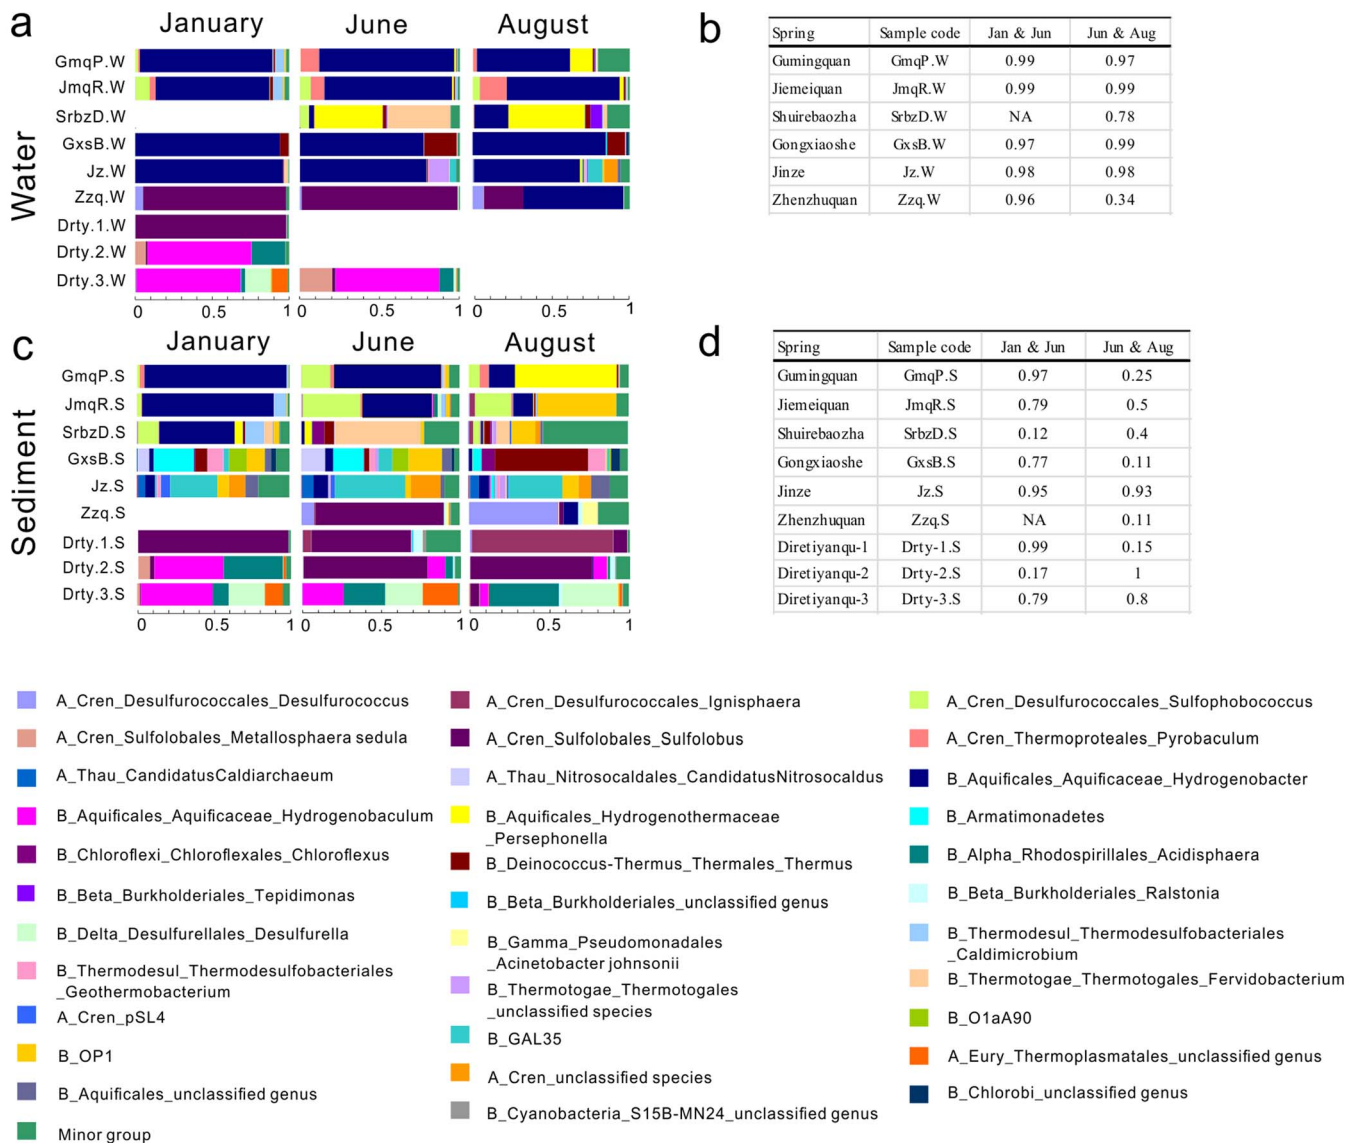 a
January
June
August
Water
GmqP.W
JmqR.W
SrbzD.W
GxsB.W
Jz.W
Zzq.W
Drty.1.W
Drty.2.W
Drty.3.W
0 0.5 1
0 0.5 1
0 0.5 1
b
Spring Sample code Jan & Jun Jun & Aug
Gumingquan GmqP.W 0.99 0.97
Jiemeiquan JmqR.W 0.99 0.99
Shuirebaozha SrbzD.W NA 0.78
Gongxiaoshe GxsB.W 0.97 0.99
Jinze Jz.W 0.98 0.98
Zhenzhuquan Zzq.W 0.96 0.34
c
January
June
August
Sediment
GmqP.S
JmqR.S
SrbzD.S
GxsB.S
Jz.S
Zzq.S
Drty.1.S
Drty.2.S
Drty.3.S
0 0.5 1
0 0.5 1
0 0.5 1
d
Spring Sample code Jan & Jun Jun & Aug
Gumingquan GmqP.S 0.97 0.25
Jiemeiquan JmqR.S 0.79 0.5
Shuirebaozha SrbzD.S 0.12 0.4
Gongxiaoshe GxsB.S 0.77 0.11
Jinze Jz.S 0.95 0.93
Zhenzhuquan Zzq.S NA 0.11
Diretiyanqu-1 Drty-1.S 0.99 0.15
Diretiyanqu-2 Drty-2.S 0.17 1
Diretiyanqu-3 Drty-3.S 0.79 0.8
A_Cren_Desulfurococcales_Desulfurococcus
A_Cren_Sulfolobales_Metallosphaera sedula
A_Thau_CandidatusCaldiarchaeum
B_Aquificales_Aquificaceae_Hydrogenobaculum
B_Chloroflexi_Chloroflexales_Chloroflexus
B_Beta_Burkholderiales_Tepidimonas
B_Delta_Desulfurellales_Desulfurella
B_Thermodesul_Thermodesulfobacteriales
_Geothermobacterium
A_Cren_pSL4
B_OP1
B_Aquificales_unclassified genus
Minor group
A_Cren_Desulfurococcales_Ignisphaera
A_Cren_Sulfolobales_Sulfolobus
A_Thau_Nitrosocaldales_CandidatusNitrosocaldus
B_Aquificales_Hydrogenothermaceae
_Persephonella
B_Deinococcus-Thermus_Thermales_Thermus
B_Beta_Burkholderiales_unclassified genus
B_Gamma_Pseudomonadales
_Acinetobacter johnsonii
B_Thermotogae_Thermotogales
_unclassified species
B_GAL35
A_Cren_unclassified species
B_Cyanobacteria_S15B-MN24_unclassified genus
A_Cren_Desulfurococcales_Sulfophobococcus
A_Cren_Thermoproteales_Pyrobaculum
B_Aquificales_Aquificaceae_Hydrogenobacter
B_Armatimonadetes
B_Alpha_Rhodospirillales_Acidisphaera
B_Beta_Burkholderiales_Ralstonia
B_Thermodesul_Thermodesulfobacteriales
_Caldimicrobium
B_Thermotogae_Thermotogales_Fervidobacterium
B_O1aA90
A_Eury_Thermoplasmatales_unclassified genus
B_Chlorobi_unclassified genus